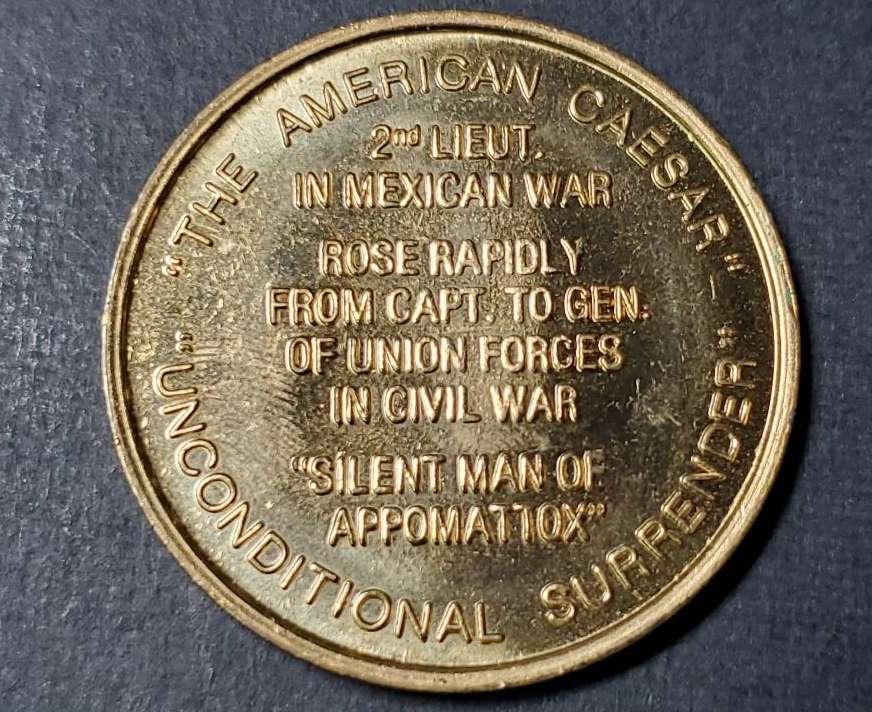 "THE AMERICAN CAESAR"
2nd LIEUT.
IN MEXICAN WAR
ROSE RAPIDLY
FROM CAPT. TO GEN.
OF UNION FORCES
IN CIVIL WAR
"SILENT MAN OF
APPOMATTOX"
"UNCONDITIONAL SURRENDER"